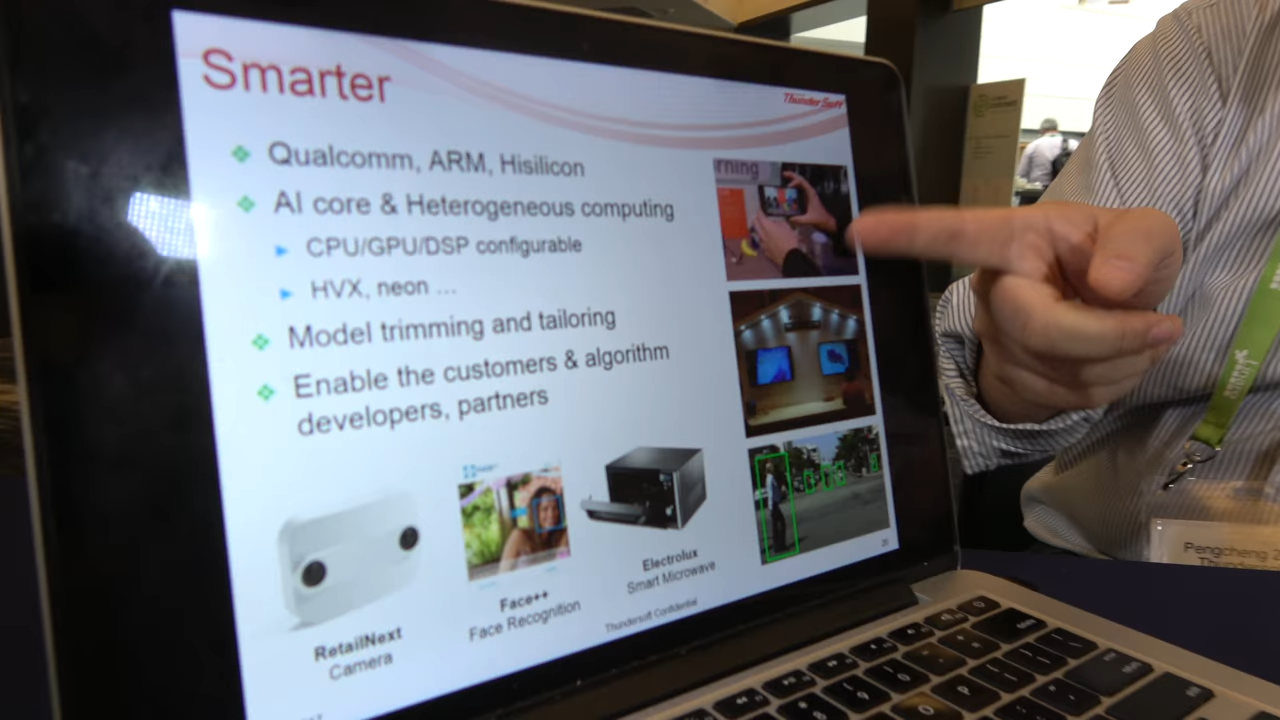 Smarter
ThunderSoft
Qualcomm, ARM, Hisilicon
AI core & Heterogeneous computing
CPU/GPU/DSP configurable
HVX, neon ...
Model trimming and tailoring
Enable the customers & algorithm
developers, partners
rning
RetailNext
Camera
Face++
Face Recognition
Electrolux
Smart Microwave
Thundersoft Confidential
Pengcheng